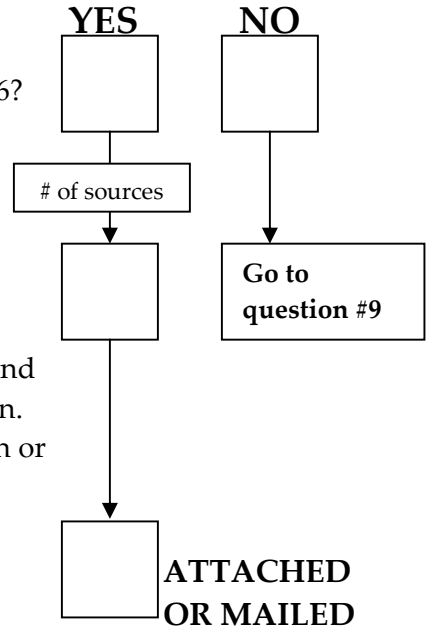 YES NO
6?
# of sources
Go to
question #9
nd
n.
n or
ATTACHED
OR MAILED